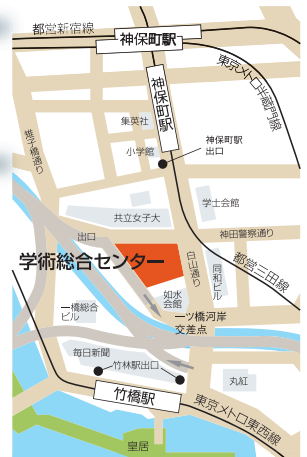 都営新宿線
神保町駅
東京メトロ半蔵門線
神保町駅
集英社
小学館
神保町駅
出口
雉子橋通り
学士会館
共立女子大
神田警察通り
出口
学術総合センター
白山通り
同和ビル
都営三田線
如水
会館
一橋総合
ビル
一ツ橋河岸
交差点
毎日新聞
竹林駅出口
丸紅
竹橋駅
東京メトロ東西線
皇居